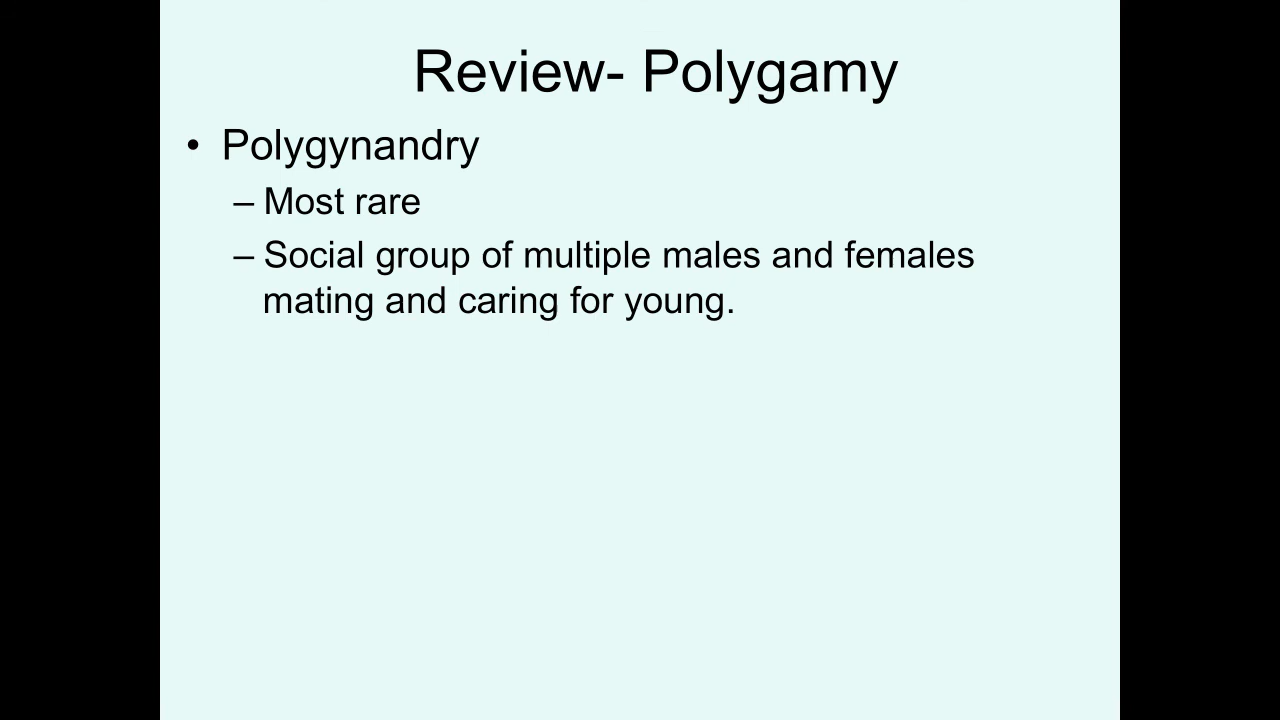 Review- Polygamy
• Polygynandry
– Most rare
– Social group of multiple males and females
mating and caring for young.